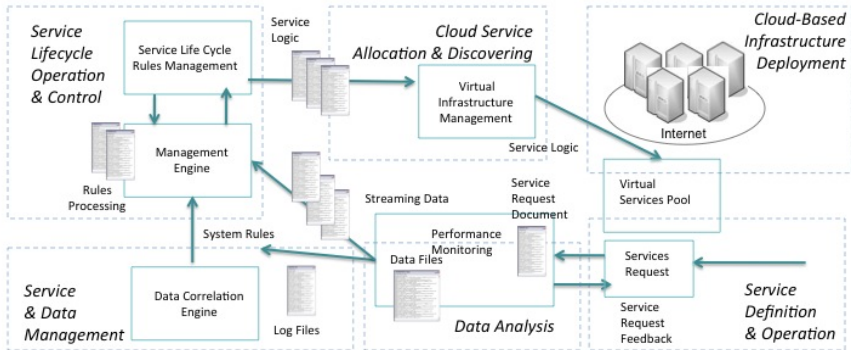 Service
Lifecycle
Operation
& Control
Service Life Cycle
Rules Management
Service
Logic
Cloud Service
Allocation & Discovering
Virtual
Infrastructure
Management
Cloud-Based
Infrastructure
Deployment
Internet
Management
Engine
Rules
Processing
Service Logic
Virtual
Services Pool
Streaming Data
Service
Request
Document
System Rules
Performance
Monitoring
Data Files
Services
Request
Service
& Data
Management
Data Correlation
Engine
Log Files
Data Analysis
Service
Request
Feedback
Service
Definition
& Operation